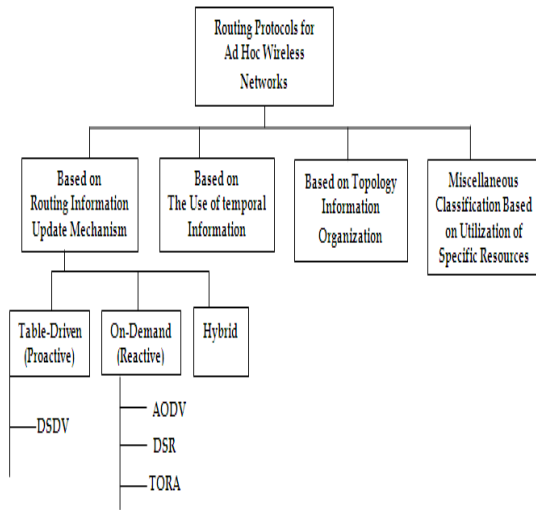 Routing Protocols for
Ad Hoc Wireless
Networks
Based on
Routing Information
Update Mechanism
Based on
The Use of temporal
Information
Based on Topology
Information
Organization
Miscellaneous
Classification Based
on Utilization of
Specific Resources
Table-Driven
(Proactive)
On-Demand
(Reactive)
Hybrid
DSDV
AODV
DSR
TORA